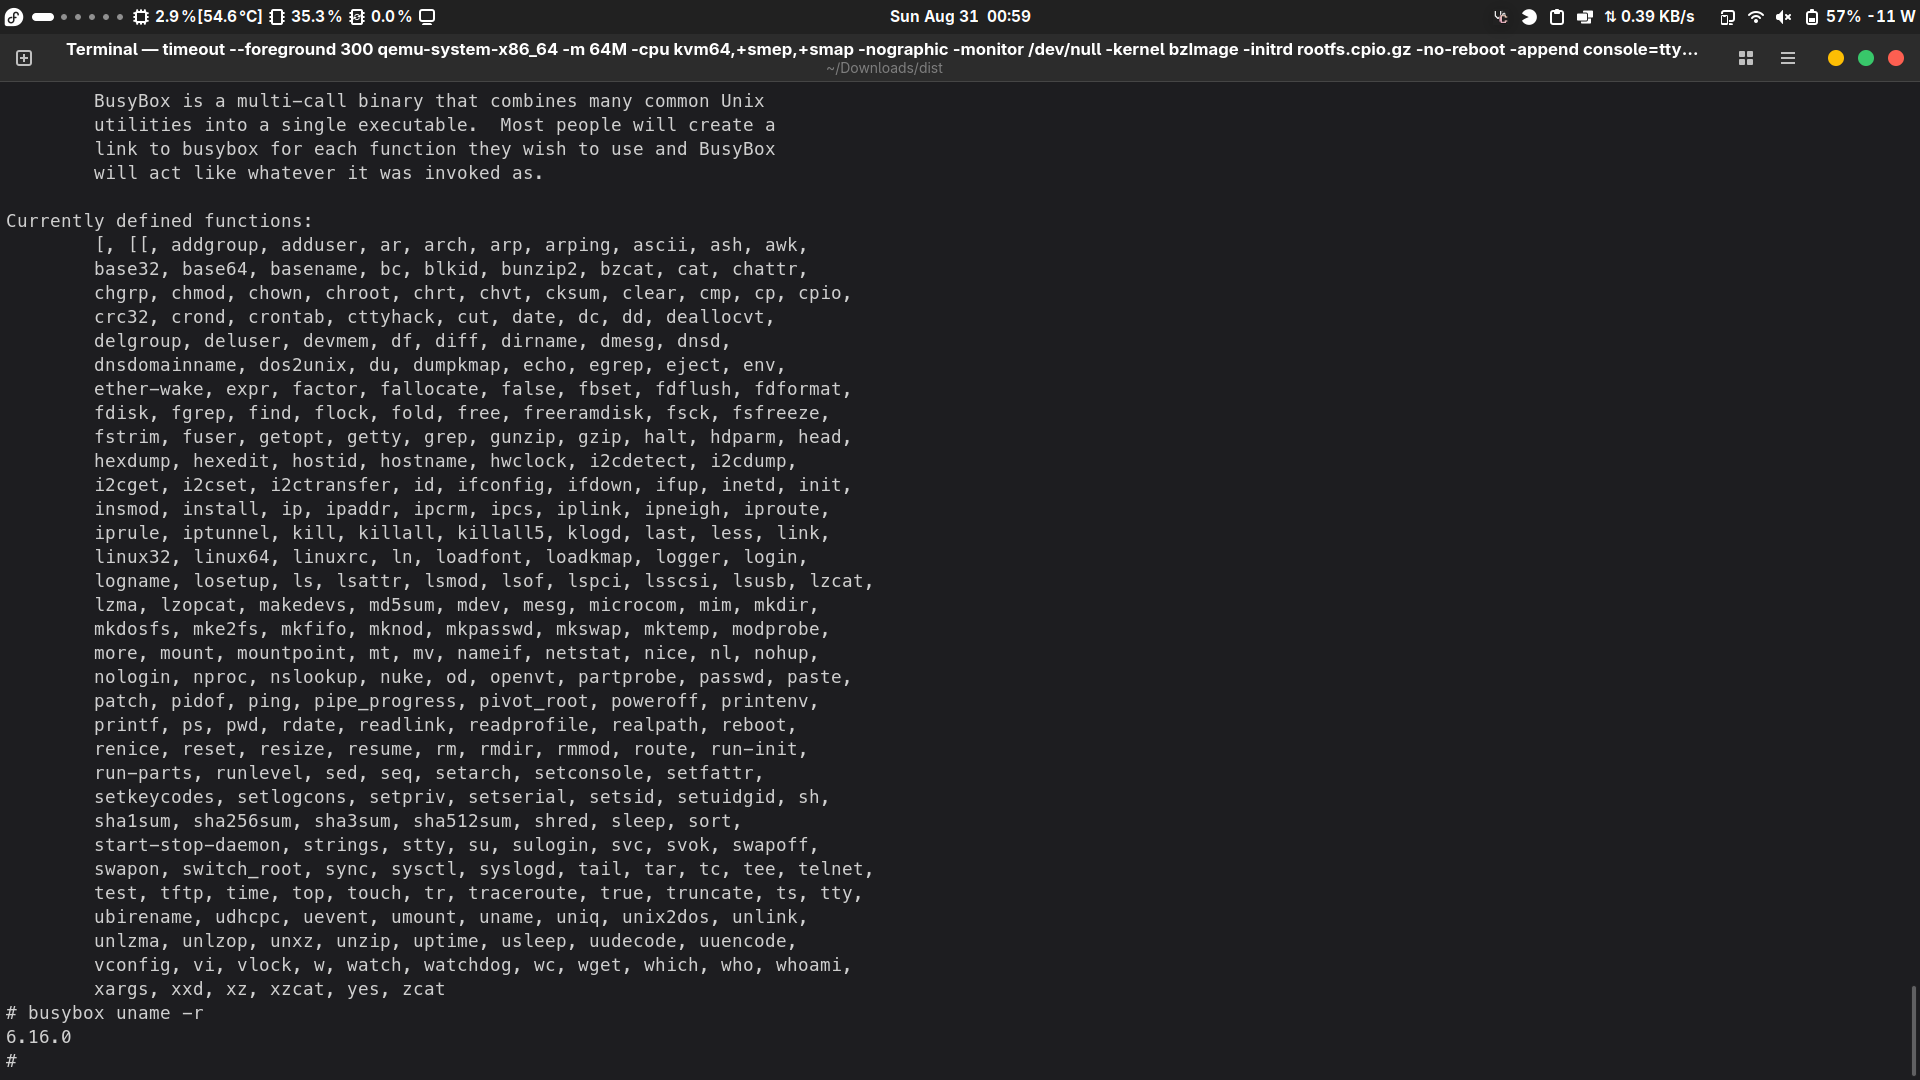 2.9 % [54.6 °C] 35.3 % 0.0 % Sun Aug 31 00:59 0.39 KB/s 57% -11 W
Terminal — timeout --foreground 300 qemu-system-x86_64 -m 64M -cpu kvm64,+smep,+smap -nographic -monitor /dev/null -kernel bzImage -initrd rootfs.cpio.gz -no-reboot -append console=tty…
~/Downloads/dist
BusyBox is a multi-call binary that combines many common Unix
utilities into a single executable.  Most people will create a
link to busybox for each function they wish to use and BusyBox
will act like whatever it was invoked as.
Currently defined functions:
[, [[, addgroup, adduser, ar, arch, arp, arping, ascii, ash, awk,
base32, base64, basename, bc, blkid, bunzip2, bzcat, cat, chattr,
chgrp, chmod, chown, chroot, chrt, chvt, cksum, clear, cmp, cp, cpio,
crc32, crond, crontab, cttyhack, cut, date, dc, dd, deallocvt,
delgroup, deluser, devmem, df, diff, dirname, dmesg, dnsd,
dnsdomainname, dos2unix, du, dumpkmap, echo, egrep, eject, env,
ether-wake, expr, factor, fallocate, false, fbset, fdflush, fdformat,
fdisk, fgrep, find, flock, fold, free, freeramdisk, fsck, fsfreeze,
fstrim, fuser, getopt, getty, grep, gunzip, gzip, halt, hdparm, head,
hexdump, hexedit, hostid, hostname, hwclock, i2cdetect, i2cdump,
i2cget, i2cset, i2ctransfer, id, ifconfig, ifdown, ifup, inetd, init,
insmod, install, ip, ipaddr, ipcrm, ipcs, iplink, ipneigh, iproute,
iprule, iptunnel, kill, killall, killall5, klogd, last, less, link,
linux32, linux64, linuxrc, ln, loadfont, loadkmap, logger, login,
logname, losetup, ls, lsattr, lsmod, lsof, lspci, lsscsi, lsusb, lzcat,
lzma, lzopcat, makedevs, md5sum, mdev, mesg, microcom, mim, mkdir,
mkdosfs, mke2fs, mkfifo, mknod, mkpasswd, mkswap, mktemp, modprobe,
more, mount, mountpoint, mt, mv, nameif, netstat, nice, nl, nohup,
nologin, nproc, nslookup, nuke, od, openvt, partprobe, passwd, paste,
patch, pidof, ping, pipe_progress, pivot_root, poweroff, printenv,
printf, ps, pwd, rdate, readlink, readprofile, realpath, reboot,
renice, reset, resize, resume, rm, rmdir, rmmod, route, run-init,
run-parts, runlevel, sed, seq, setarch, setconsole, setfattr,
setkeycodes, setlogcons, setpriv, setserial, setsid, setuidgid, sh,
sha1sum, sha256sum, sha3sum, sha512sum, shred, sleep, sort,
start-stop-daemon, strings, stty, su, sulogin, svc, svok, swapoff,
swapon, switch_root, sync, sysctl, syslogd, tail, tar, tc, tee, telnet,
test, tftp, time, top, touch, tr, traceroute, true, truncate, ts, tty,
ubirename, udhcpc, uevent, umount, uname, uniq, unix2dos, unlink,
unlzma, unlzop, unxz, unzip, uptime, usleep, uudecode, uuencode,
vconfig, vi, vlock, w, watch, watchdog, wc, wget, which, who, whoami,
xargs, xxd, xz, xzcat, yes, zcat
# busybox uname -r
6.16.0
#